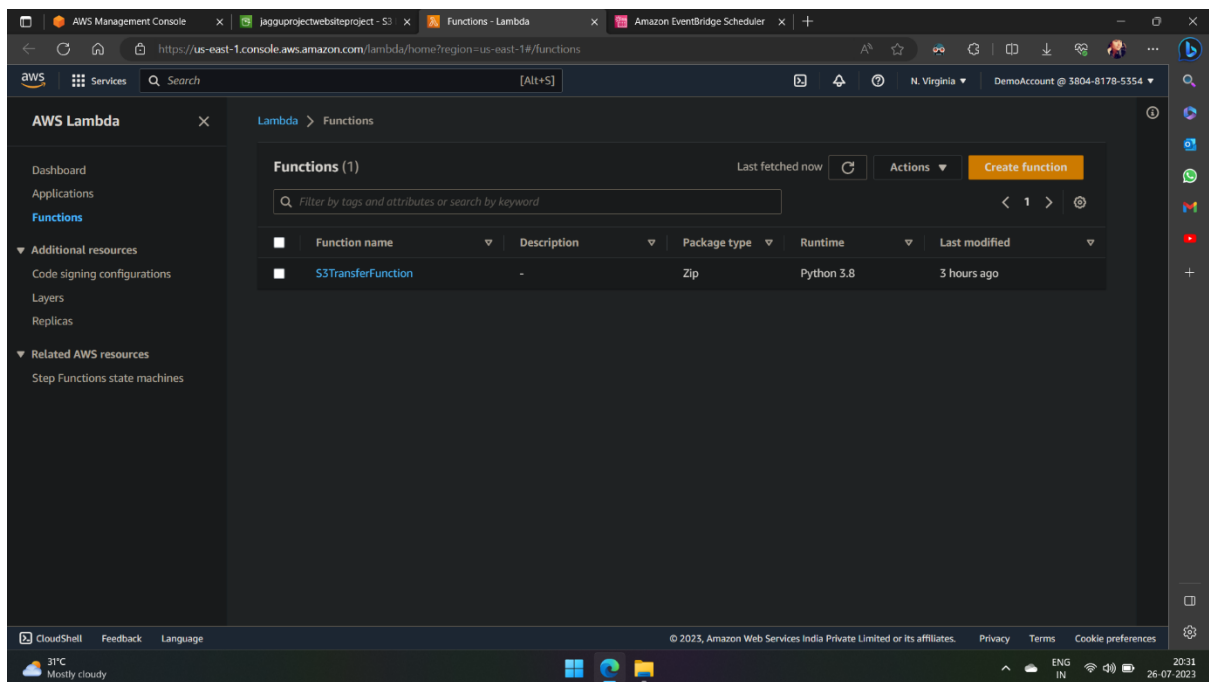 AWS Management Console
jagguprojectwebsiteproject - S3
Functions - Lambda
Amazon EventBridge Scheduler
https://us-east-1.console.aws.amazon.com/lambda/home?region=us-east-1#/functions
aws
Services
Search
[Alt+S]
N. Virginia
DemoAccount @ 3804-8178-5354
AWS Lambda
Dashboard
Applications
Functions
Additional resources
Code signing configurations
Layers
Replicas
Related AWS resources
Step Functions state machines
Lambda > Functions
Functions (1)
Last fetched now
Actions
Create function
Filter by tags and attributes or search by keyword
1
Function name Description Package type Runtime Last modified
S3TransferFunction - Zip Python 3.8 3 hours ago
CloudShell Feedback Language
© 2023, Amazon Web Services India Private Limited or its affiliates. Privacy Terms Cookie preferences
31°C
Mostly cloudy
ENG
IN
20:31
26-07-2023